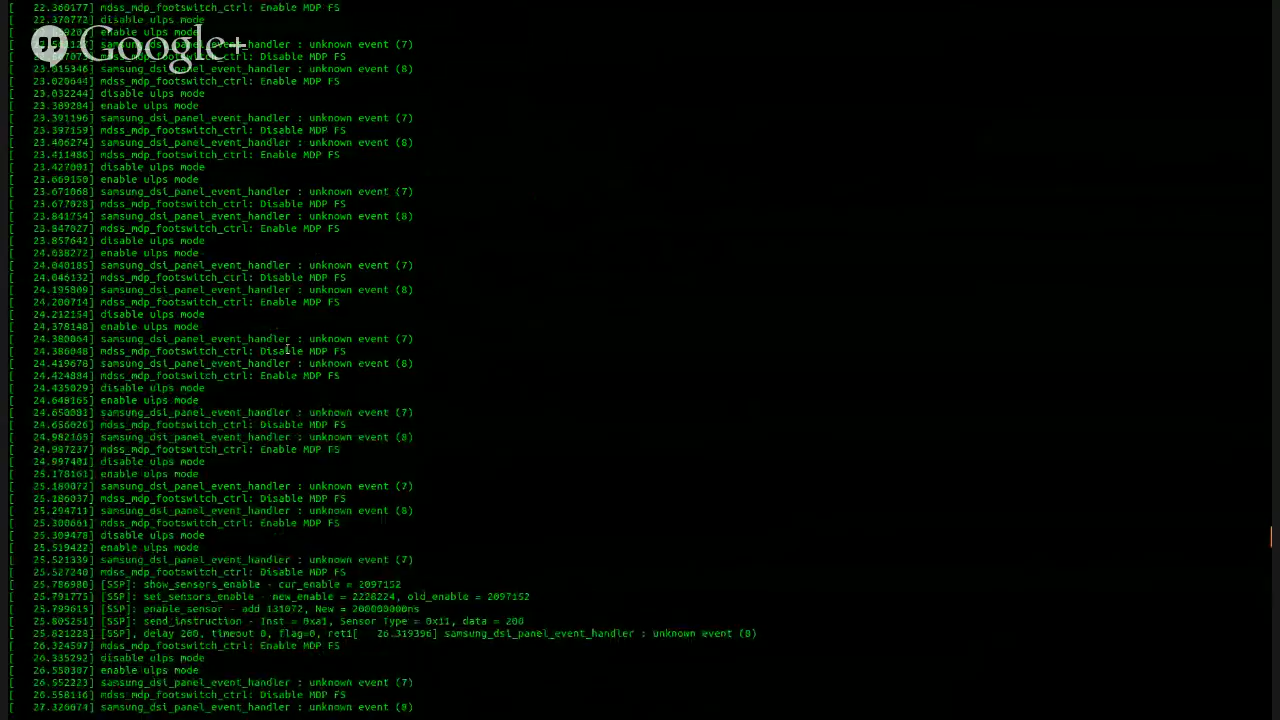 [ 22.360177] mdss_mdp_footswitch_ctrl: Enable MDP FS
[ 22.370772] disable ulps mode
enable ulps mode
Google+
samsung_dsi_panel_event_handler : unknown event (7)
mdss_mdp_footswitch_ctrl: Disable MDP FS
[ 23.015346] samsung_dsi_panel_event_handler : unknown event (8)
[ 23.020644] mdss_mdp_footswitch_ctrl: Enable MDP FS
[ 23.032244] disable ulps mode
[ 23.389284] enable ulps mode
[ 23.391196] samsung_dsi_panel_event_handler : unknown event (7)
[ 23.397159] mdss_mdp_footswitch_ctrl: Disable MDP FS
[ 23.406274] samsung_dsi_panel_event_handler : unknown event (8)
[ 23.411486] mdss_mdp_footswitch_ctrl: Enable MDP FS
[ 23.427001] disable ulps mode
[ 23.669150] enable ulps mode
[ 23.671068] samsung_dsi_panel_event_handler : unknown event (7)
[ 23.677028] mdss_mdp_footswitch_ctrl: Disable MDP FS
[ 23.841754] samsung_dsi_panel_event_handler : unknown event (8)
[ 23.847027] mdss_mdp_footswitch_ctrl: Enable MDP FS
[ 23.857642] disable ulps mode
[ 24.038272] enable ulps mode
[ 24.040185] samsung_dsi_panel_event_handler : unknown event (7)
[ 24.046132] mdss_mdp_footswitch_ctrl: Disable MDP FS
[ 24.195809] samsung_dsi_panel_event_handler : unknown event (8)
[ 24.200714] mdss_mdp_footswitch_ctrl: Enable MDP FS
[ 24.212154] disable ulps mode
[ 24.378148] enable ulps mode
[ 24.380064] samsung_dsi_panel_event_handler : unknown event (7)
[ 24.386048] mdss_mdp_footswitch_ctrl: Disable MDP FS
[ 24.419678] samsung_dsi_panel_event_handler : unknown event (8)
[ 24.424884] mdss_mdp_footswitch_ctrl: Enable MDP FS
[ 24.435029] disable ulps mode
[ 24.648165] enable ulps mode
[ 24.650081] samsung_dsi_panel_event_handler : unknown event (7)
[ 24.656026] mdss_mdp_footswitch_ctrl: Disable MDP FS
[ 24.982165] samsung_dsi_panel_event_handler : unknown event (8)
[ 24.987237] mdss_mdp_footswitch_ctrl: Enable MDP FS
[ 24.997401] disable ulps mode
[ 25.178161] enable ulps mode
[ 25.180072] samsung_dsi_panel_event_handler : unknown event (7)
[ 25.186037] mdss_mdp_footswitch_ctrl: Disable MDP FS
[ 25.294711] samsung_dsi_panel_event_handler : unknown event (8)
[ 25.300661] mdss_mdp_footswitch_ctrl: Enable MDP FS
[ 25.309478] disable ulps mode
[ 25.519422] enable ulps mode
[ 25.521339] samsung_dsi_panel_event_handler : unknown event (7)
[ 25.527240] mdss_mdp_footswitch_ctrl: Disable MDP FS
[ 25.786980] [SSP]: show_sensors_enable - cur_enable = 2097152
[ 25.791775] [SSP]: set_sensors_enable - new_enable = 2228224, old_enable = 2097152
[ 25.799615] [SSP]: enable_sensor - add 131072, New = 200000000ns
[ 25.805251] [SSP]: send_instruction - Inst = 0xa1, Sensor Type = 0x11, data = 200
[ 25.821228] [SSP], delay 200, timeout 0, flag=0, ret1[ 26.319396] samsung_dsi_panel_event_handler : unknown event (8)
[ 26.324597] mdss_mdp_footswitch_ctrl: Enable MDP FS
[ 26.335292] disable ulps mode
[ 26.550307] enable ulps mode
[ 26.552223] samsung_dsi_panel_event_handler : unknown event (7)
[ 26.558116] mdss_mdp_footswitch_ctrl: Disable MDP FS
[ 27.326074] samsung_dsi_panel_event_handler : unknown event (8)